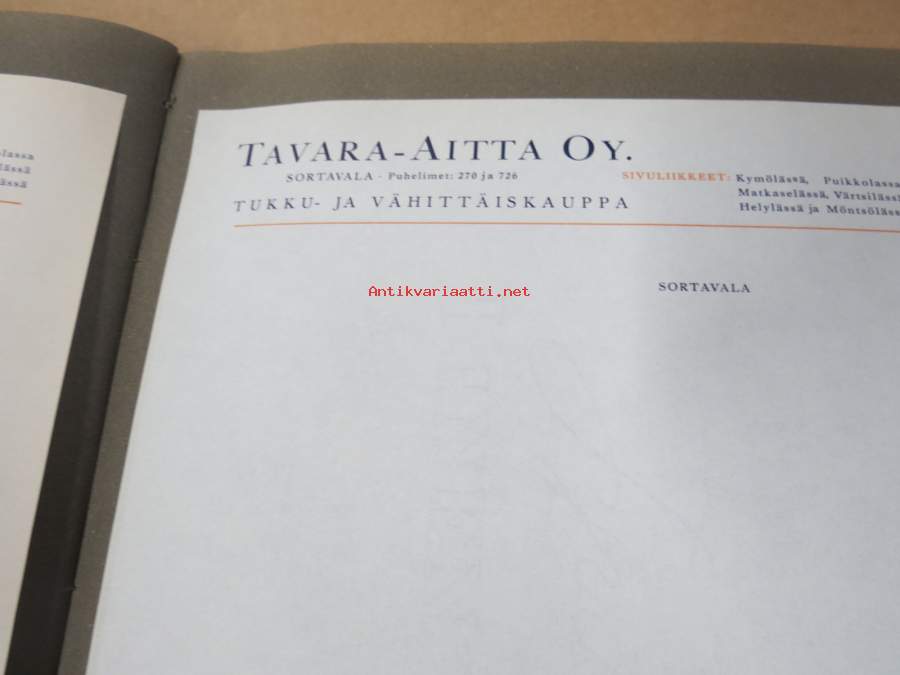 TAVARA-AITTA OY.
SORTAVALA - Puhelimet: 270 ja 726
TUKKU- JA VÄHITTÄISKAUPPA
SIVULIIKKEET: Kymölässä, Puikkolassa
Matkaselässä, Värtsilässä
Helylässä ja Möntsölässä
SORTAVALA
Antikvariaatti.net